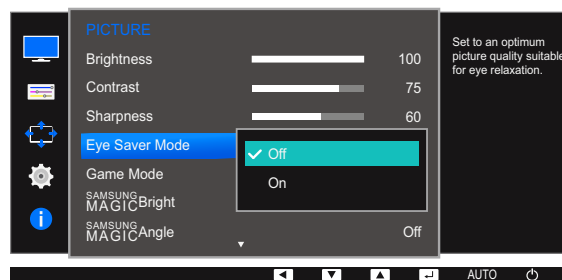 PICTURE
Brightness 100
Contrast 75
Sharpness 60
Eye Saver Mode
Off
Game Mode
On
SAMSUNG
MAGICBright
SAMSUNG
MAGICAngle Off
Set to an optimum
picture quality suitable
for eye relaxation.
AUTO